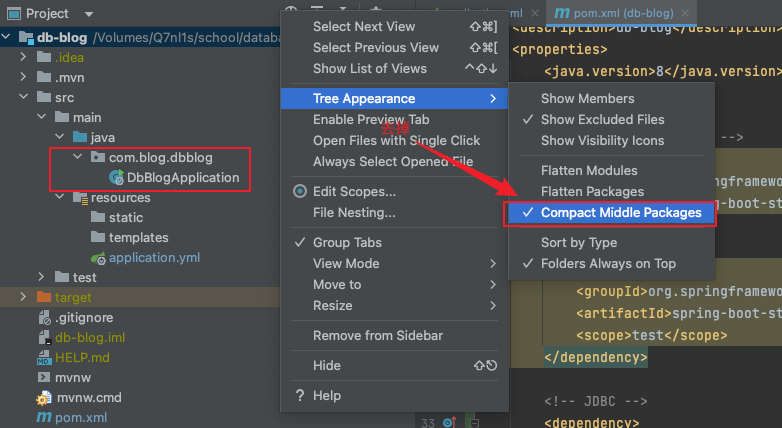 Project
db-blog /Volumes/Q7nl1s/school/databa
.idea
.mvn
src
main
java
com.blog.dbblog
DbBlogApplication
resources
static
templates
application.yml
test
target
.gitignore
db-blog.iml
HELP.md
mvnw
mvnw.cmd
pom.xml
Select Next View ⇧⌘[
Select Previous View ⇧⌘[
Show List of Views ^⇧↓
Tree Appearance >
Enable Preview Tab
去掉
Open Files with Single Click
Always Select Opened File
Edit Scopes...
File Nesting...
✓ Group Tabs
View Mode >
Move to >
Resize >
Remove from Sidebar
Hide ⇧⎋
? Help
Show Members
✓ Show Excluded Files
Show Visibility Icons
Flatten Modules
Flatten Packages
✓ Compact Middle Packages
Sort by Type
✓ Folders Always on Top
ml
pom.xml (db-blog)
<description>db-blog</description>
<properties>
<java.version>8</java.version>
-->
ngframework
pring-boot-st
<groupId>org.springframew
<artifactId>spring-boot-st
<scope>test</scope>
</dependency>
<!-- JDBC -->
33
<dependency>